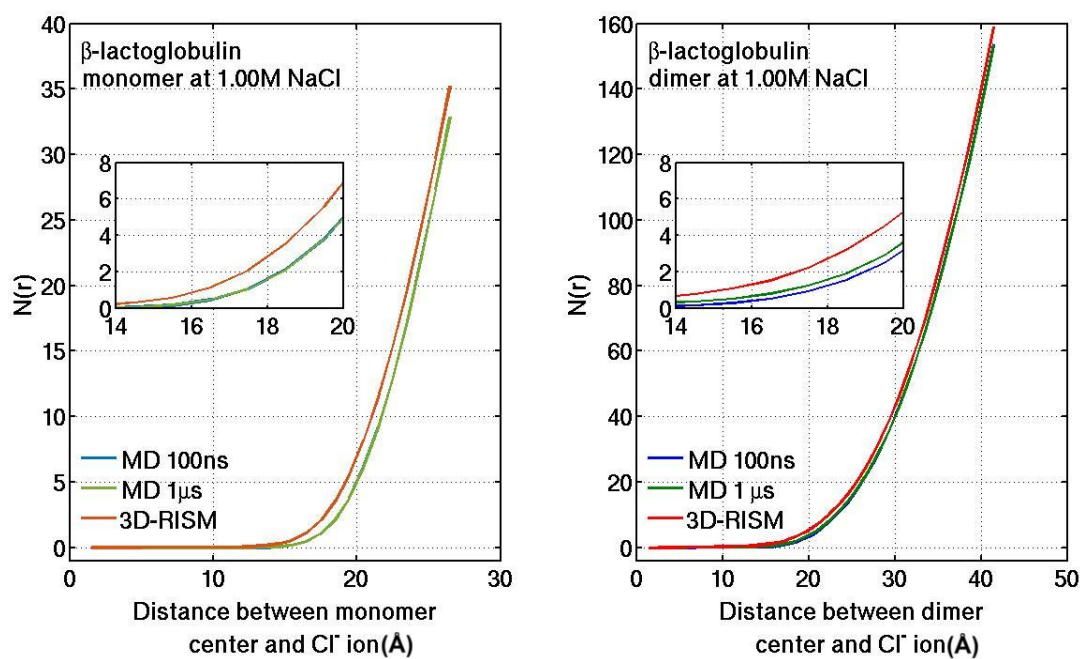 β-lactoglobulin
monomer at 1.00M NaCl
N(r)
40
35
30
25
20
15
10
5
0
8
6
4
2
0
14 16 18 20
MD 100ns
MD 1μs
3D-RISM
0 10 20 30
Distance between monomer
center and Cl⁻ ion(Å)
β-lactoglobulin
dimer at 1.00M NaCl
N(r)
160
140
120
100
80
60
40
20
0
8
6
4
2
0
14 16 18 20
MD 100ns
MD 1 μs
3D-RISM
0 10 20 30 40 50
Distance between dimer
center and Cl⁻ ion(Å)